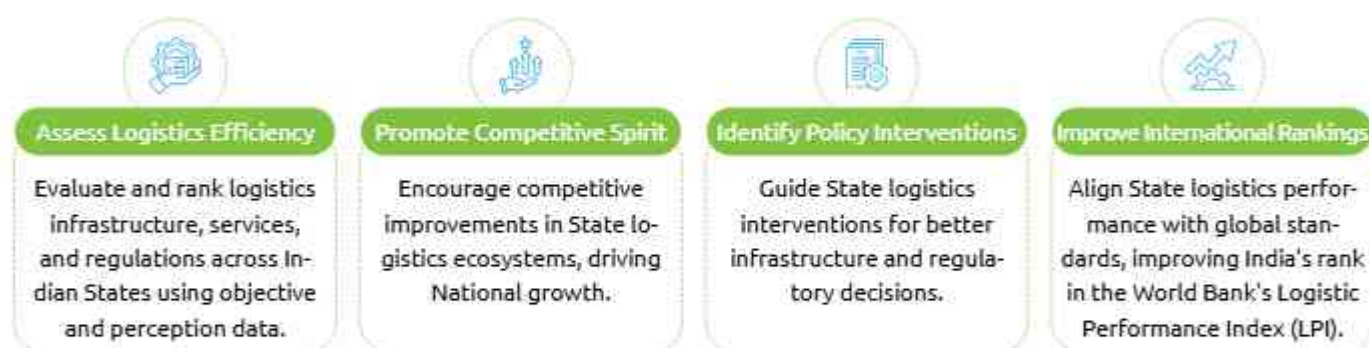 Assess Logistics Efficiency
Evaluate and rank logistics
infrastructure, services,
and regulations across In-
dian States using objective
and perception data.
Promote Competitive Spirit
Encourage competitive
improvements in State lo-
gistics ecosystems, driving
National growth.
Identify Policy Interventions
Guide State logistics
interventions for better
infrastructure and regula-
tory decisions.
Improve International Rankings
Align State logistics perfor-
mance with global stan-
dards, improving India's rank
in the World Bank's Logistic
Performance Index (LPI).